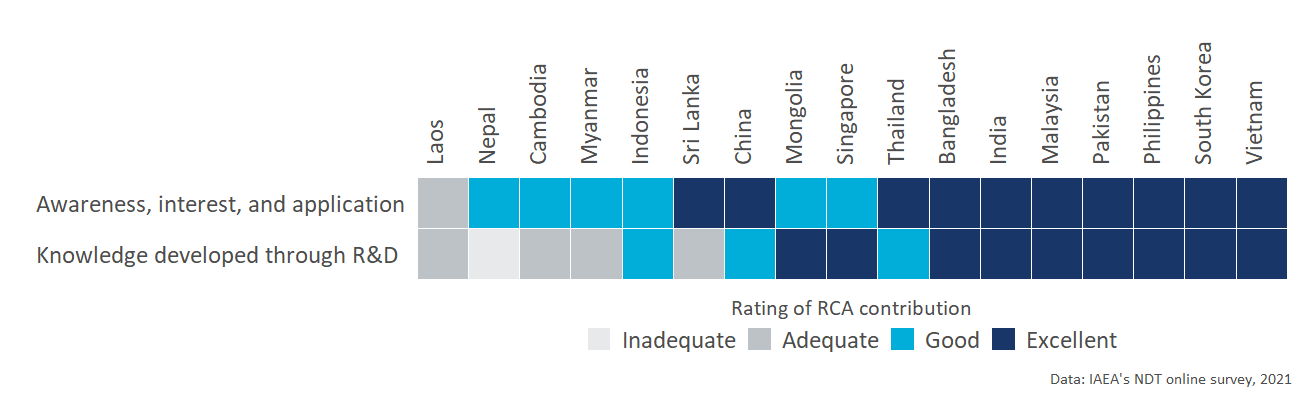 Laos
Nepal
Cambodia
Myanmar
Indonesia
Sri Lanka
China
Mongolia
Singapore
Thailand
Bangladesh
India
Malaysia
Pakistan
Philippines
South Korea
Vietnam
Awareness, interest, and application
Knowledge developed through R&D
Rating of RCA contribution
Inadequate Adequate Good Excellent
Data: IAEA's NDT online survey, 2021